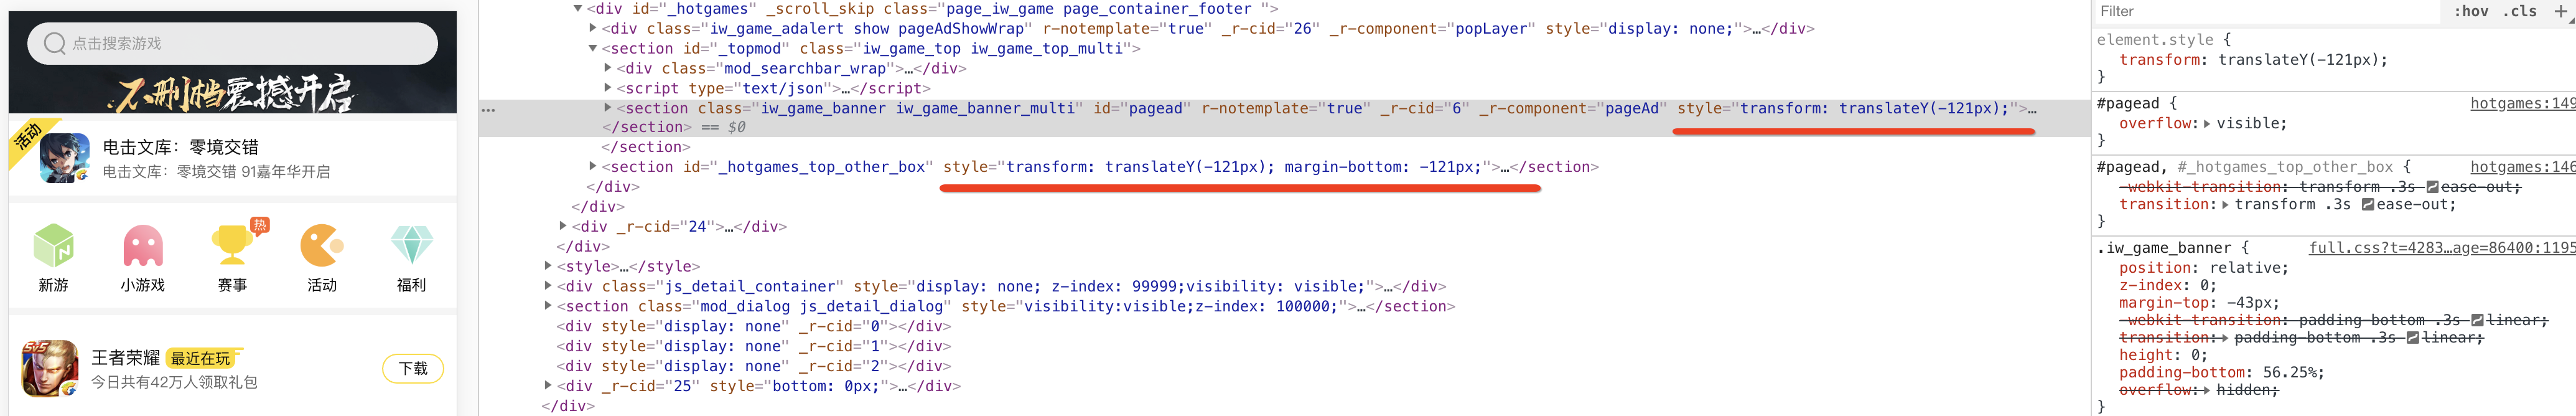 点击搜索游戏
不删档震撼开启
活动
电击文库：零境交错
电击文库：零境交错 91嘉年华开启
热
新游 小游戏 赛事 活动 福利
王者荣耀 最近在玩
今日共有42万人领取礼包
下载
<div id="_hotgames" _scroll_skip class="page_iw_game page_container_footer ">
<div class="iw_game_adalert show pageAdShowWrap" r-notemplate="true" _r-cid="26" _r-component="popLayer" style="display: none;">…</div>
<section id="_topmod" class="iw_game_top iw_game_top_multi">
<div class="mod_searchbar_wrap">…</div>
<script type="text/json">…</script>
<section class="iw_game_banner iw_game_banner_multi" id="pagead" r-notemplate="true" _r-cid="6" _r-component="pageAd" style="transform: translateY(-121px);">…
</section> == $0
</section>
<section id="_hotgames_top_other_box" style="transform: translateY(-121px); margin-bottom: -121px;">…</section>
</div>
</div>
<div _r-cid="24">…</div>
</div>
<style>…</style>
<div class="js_detail_container" style="display: none; z-index: 99999;visibility: visible;">…</div>
<section class="mod_dialog js_detail_dialog" style="visibility:visible;z-index: 100000;">…</section>
<div style="display: none" _r-cid="0"></div>
<div style="display: none" _r-cid="1"></div>
<div style="display: none" _r-cid="2"></div>
<div _r-cid="25" style="bottom: 0px;">…</div>
</div>
Filter :hov .cls +
element.style {
transform: translateY(-121px);
}
#pagead { hotgames:149
overflow: visible;
}
#pagead, #_hotgames_top_other_box { hotgames:146
-webkit-transition: transform .3s ease-out;
transition: transform .3s ease-out;
}
.iw_game_banner { full.css?t=4283…age=86400:1195
position: relative;
z-index: 0;
margin-top: -43px;
-webkit-transition: padding-bottom .3s linear;
transition: padding-bottom .3s linear;
height: 0;
padding-bottom: 56.25%;
overflow: hidden;
}